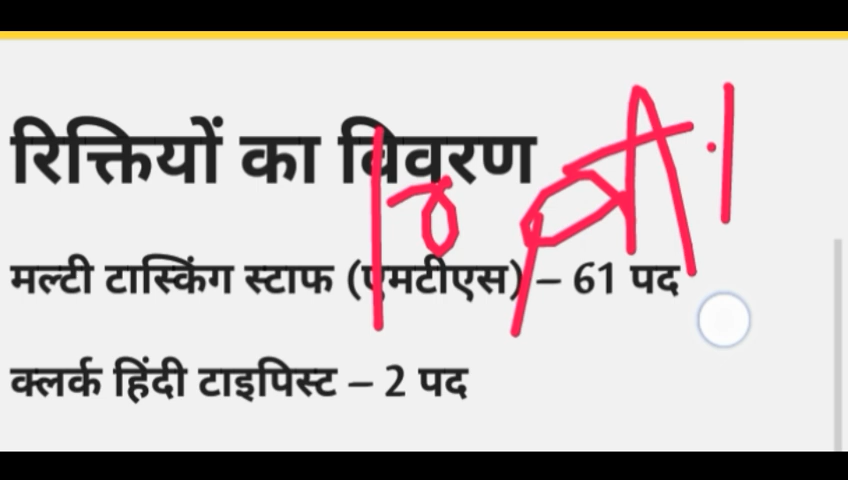 रिक्तियों का विवरण
मल्टी टास्किंग स्टाफ (एमटीएस) – 61 पद
क्लर्क हिंदी टाइपिस्ट – 2 पद